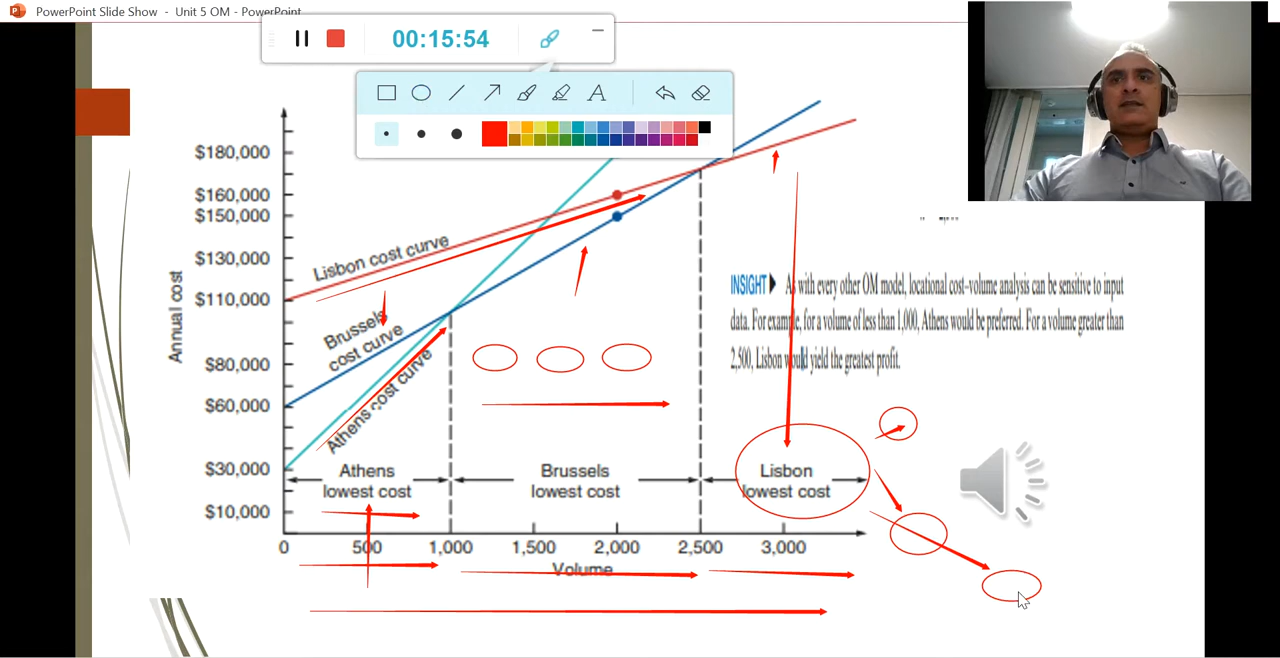 PowerPoint Slide Show - Unit 5 OM - PowerPoint
00:15:54
A
$180,000
$160,000
$150,000
$130,000
$110,000
$80,000
$60,000
$30,000
$10,000
Annual cost
Lisbon cost curve
Brussels
cost curve
Athens cost curve
Athens
lowest cost
Brussels
lowest cost
Lisbon
lowest cost
0
500
1,000
1,500
2,000
2,500
3,000
Volume
INSIGHT ▶ As with every other OM model, locational cost–volume analysis can be sensitive to input
data. For example, for a volume of less than 1,000, Athens would be preferred. For a volume greater than
2,500, Lisbon would yield the greatest profit.